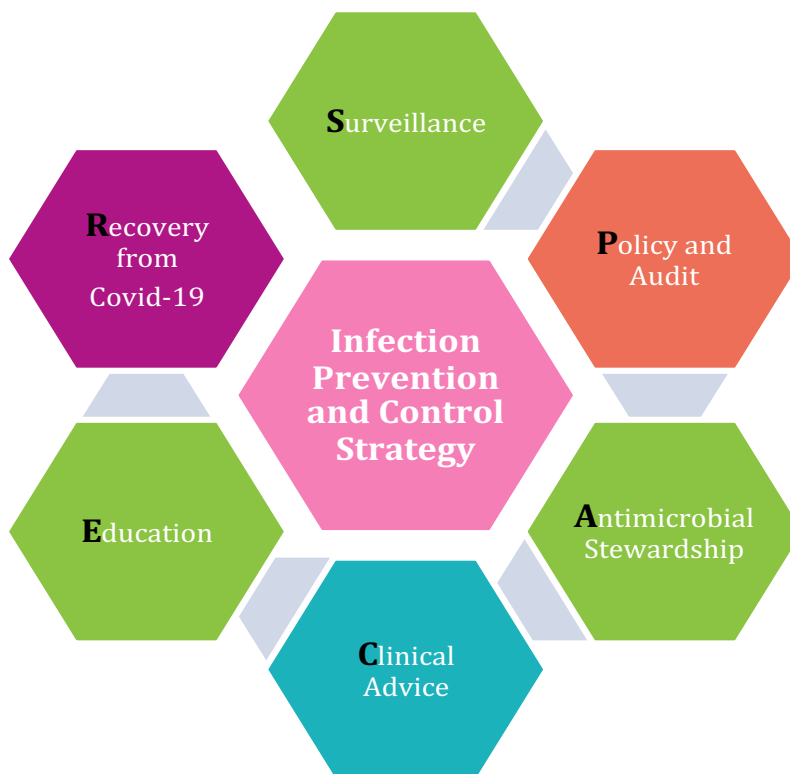 Surveillance
Policy and
Audit
Antimicrobial
Stewardship
Clinical
Advice
Education
Recovery
from
Covid-19
Infection
Prevention
and Control
Strategy